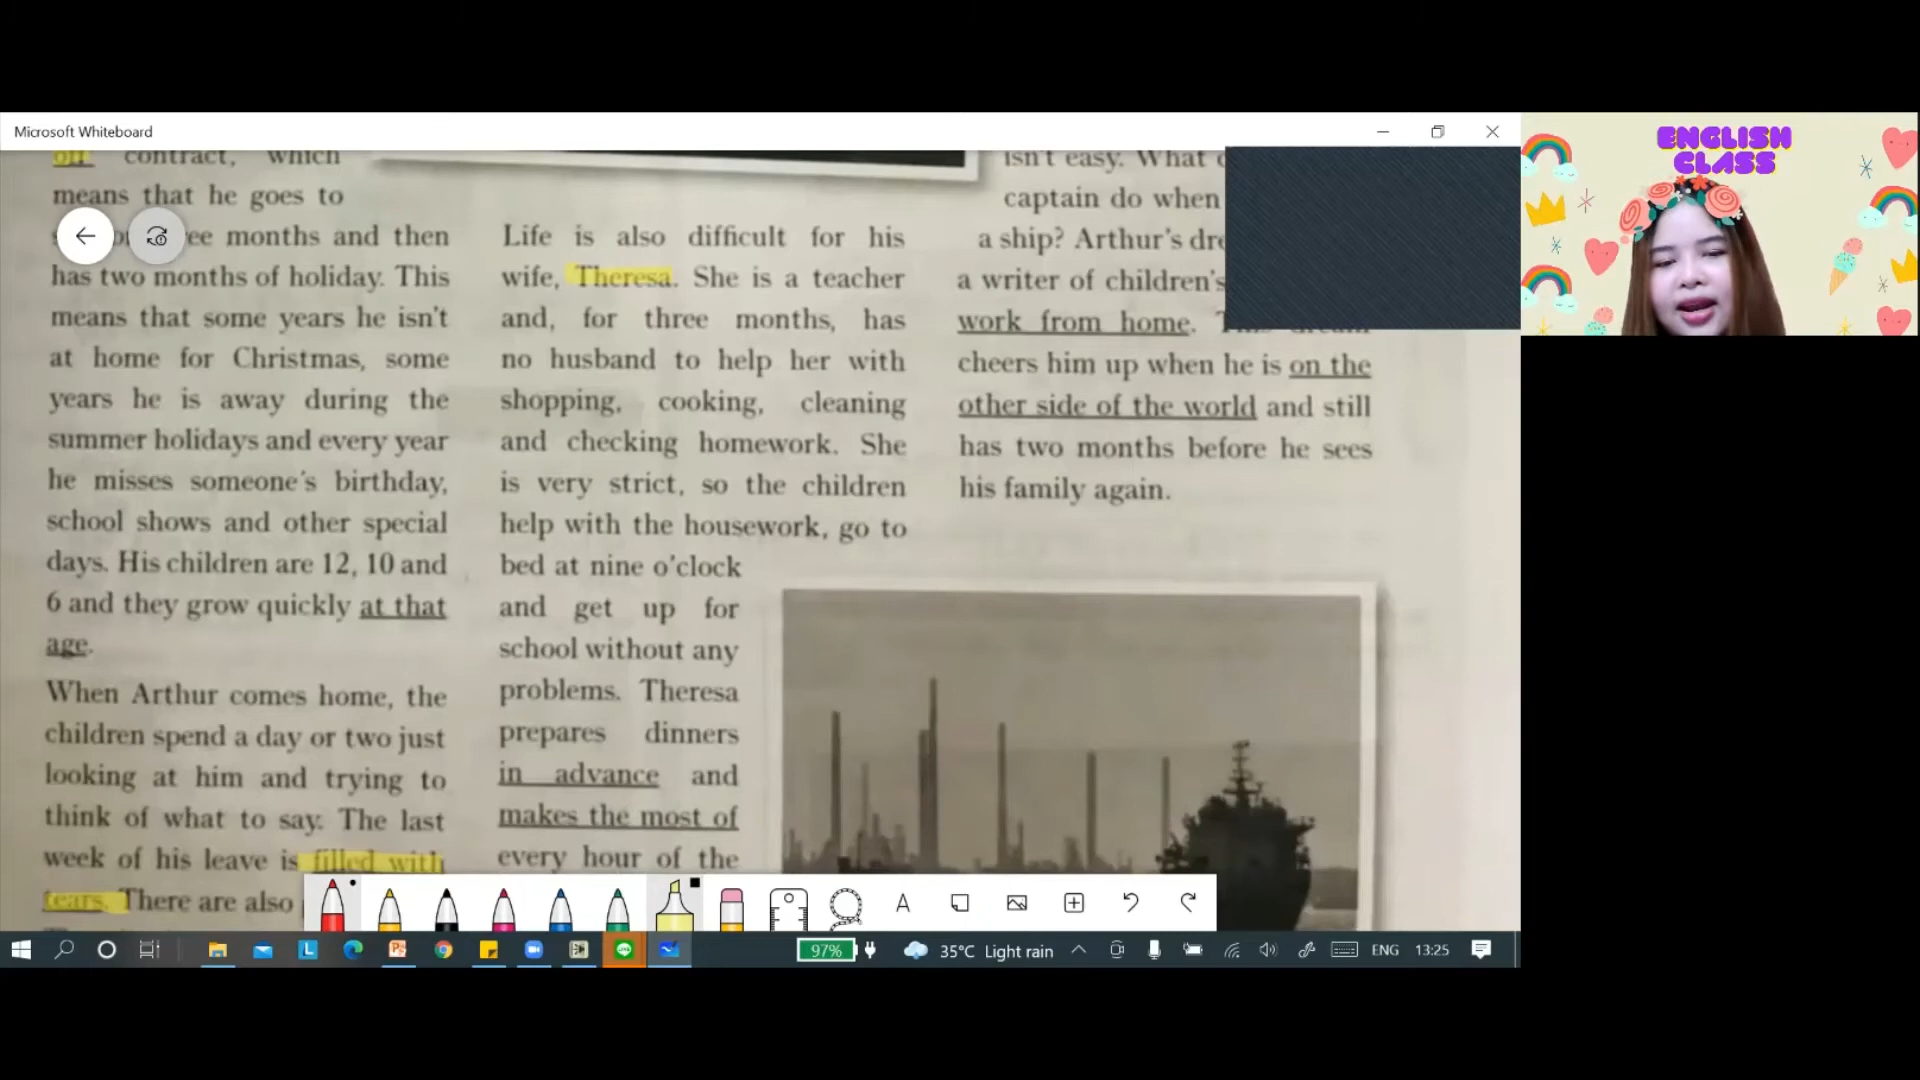 Microsoft Whiteboard
off contract, which
means that he goes to
three months and then
has two months of holiday. This
means that some years he isn't
at home for Christmas, some
years he is away during the
summer holidays and every year
he misses someone's birthday,
school shows and other special
days. His children are 12, 10 and
6 and they grow quickly at that
age.
When Arthur comes home, the
children spend a day or two just
looking at him and trying to
think of what to say. The last
week of his leave is filled with
tears. There are also
Life is also difficult for his
wife, Theresa. She is a teacher
and, for three months, has
no husband to help her with
shopping, cooking, cleaning
and checking homework. She
is very strict, so the children
help with the housework, go to
bed at nine o'clock
and get up for
school without any
problems. Theresa
prepares dinners
in advance and
makes the most of
every hour of the
isn't easy. What
captain do when
a ship? Arthur's
a writer of children's
work from home. This dream
cheers him up when he is on the
other side of the world and still
has two months before he sees
his family again.
ENGLISH
CLASS
97% 35°C Light rain ENG 13:25